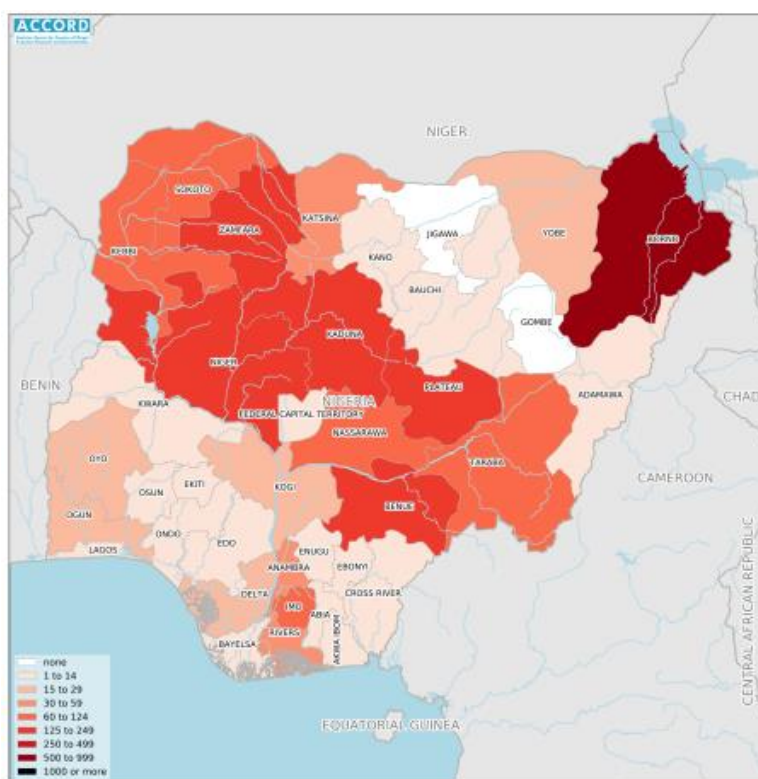 ACCORD
NIGER
SOKOTO
KATSINA
ZAMFARA
JIGAWA
YOBE
BORNO
KEBBI
KANO
BAUCHI
GOMBE
KADUNA
NIGER
BENIN
PLATEAU
ADAMAWA
CHAD
KWARA
NIGERIA
FEDERAL CAPITAL TERRITORY
NASSARAWA
OYO
TARABA
CAMEROON
EKITI
KOGI
OSUN
BENUE
OGUN
ONDO
EDO
LAGOS
ENUGU
EBONYI
ANAMBRA
DELTA
CROSS RIVER
IMO
ABIA
RIVERS
BAYELSA
AKWA IBOM
CENTRAL AFRICAN REPUBLIC
EQUATORIAL GUINEA
none
1 to 14
15 to 29
30 to 59
60 to 124
125 to 249
250 to 499
500 to 999
1000 or more